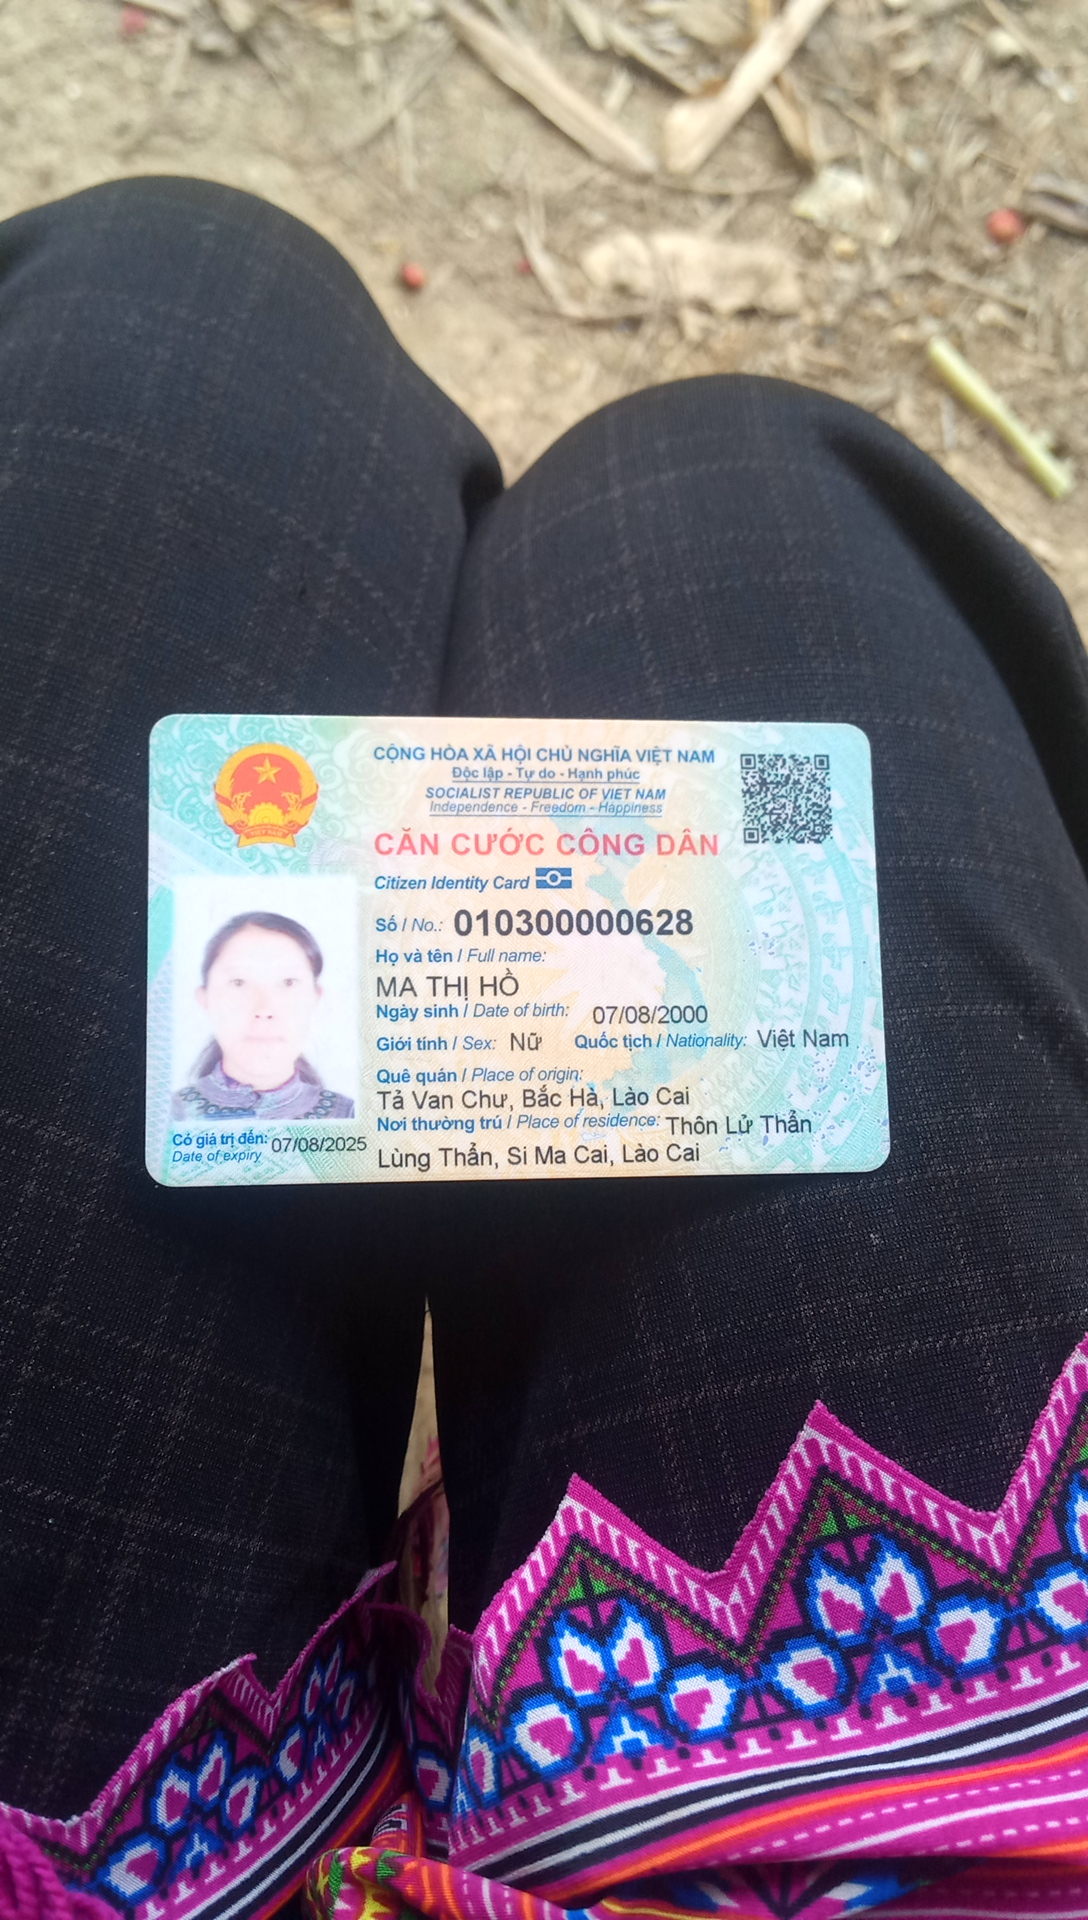 CỘNG HÒA XÃ HỘI CHỦ NGHĨA VIỆT NAM
Độc lập - Tự do - Hạnh phúc
SOCIALIST REPUBLIC OF VIET NAM
Independence - Freedom - Happiness
CĂN CƯỚC CÔNG DÂN
Citizen Identity Card
Số / No.: 010300000628
Họ và tên / Full name:
MA THỊ HỒ
Ngày sinh / Date of birth: 07/08/2000
Giới tính / Sex: Nữ Quốc tịch / Nationality: Việt Nam
Quê quán / Place of origin:
Tả Van Chư, Bắc Hà, Lào Cai
Nơi thường trú / Place of residence: Thôn Lử Thẩn
Lùng Thẩn, Si Ma Cai, Lào Cai
Có giá trị đến: 07/08/2025
Date of expiry
VIỆT NAM